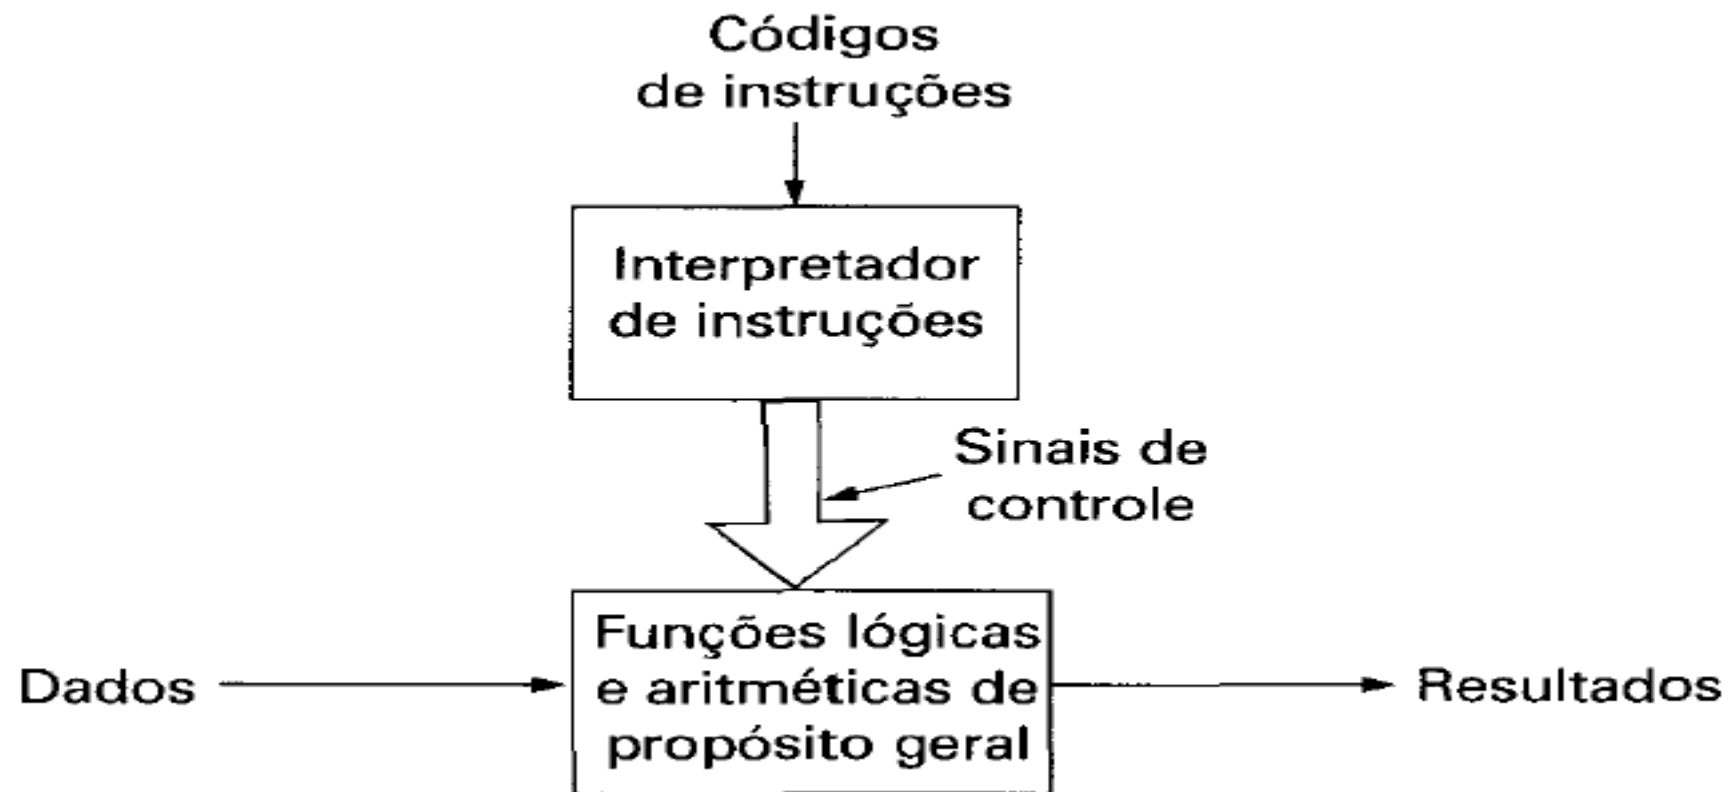 Códigos
de instruções
Interpretador
de instruções
Sinais de
controle
Funções lógicas
e aritméticas de
propósito geral
Dados
Resultados